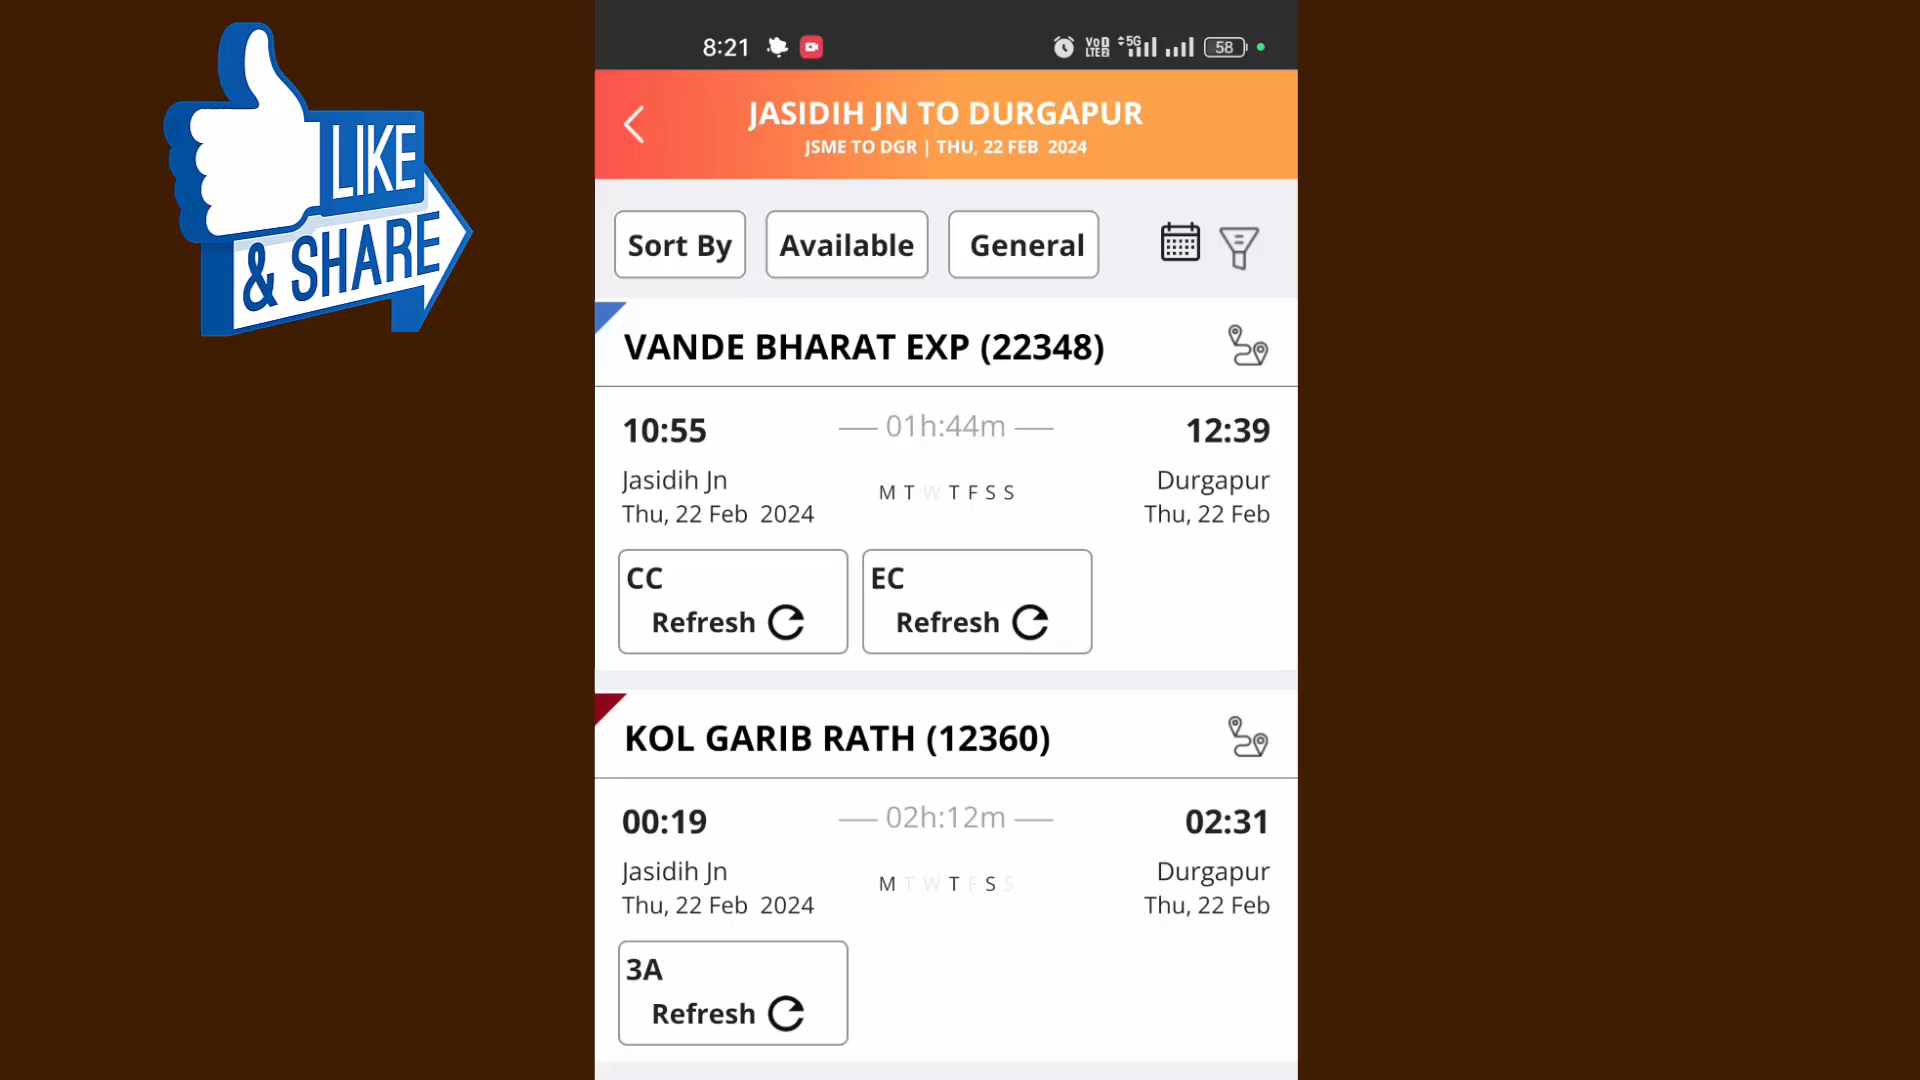 LIKE
& SHARE
8:21
VoD
LTE2
5G
58
JASIDIH JN TO DURGAPUR
JSME TO DGR | THU, 22 FEB 2024
Sort By
Available
General
VANDE BHARAT EXP (22348)
10:55
01h:44m
12:39
Jasidih Jn
M T W T F S S
Durgapur
Thu, 22 Feb 2024
Thu, 22 Feb
CC
Refresh
EC
Refresh
KOL GARIB RATH (12360)
00:19
02h:12m
02:31
Jasidih Jn
M T W T F S S
Durgapur
Thu, 22 Feb 2024
Thu, 22 Feb
3A
Refresh